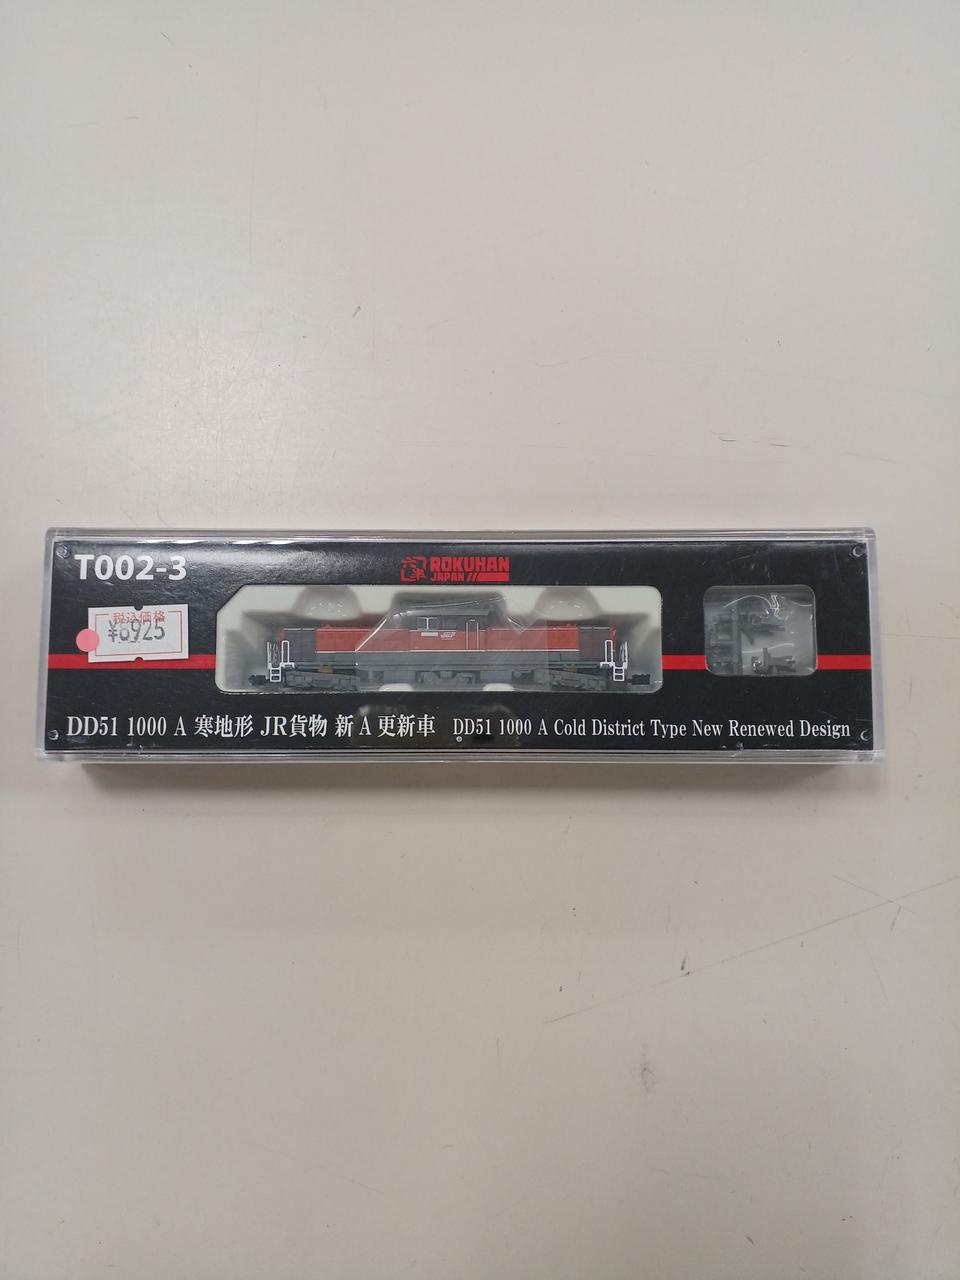 T002-3
ROKUHAN
JAPAN
税込価格
¥6925
DD51 1000 A 寒地形 JR貨物 新 A 更新車 DD51 1000 A Cold District Type New Renewed Design